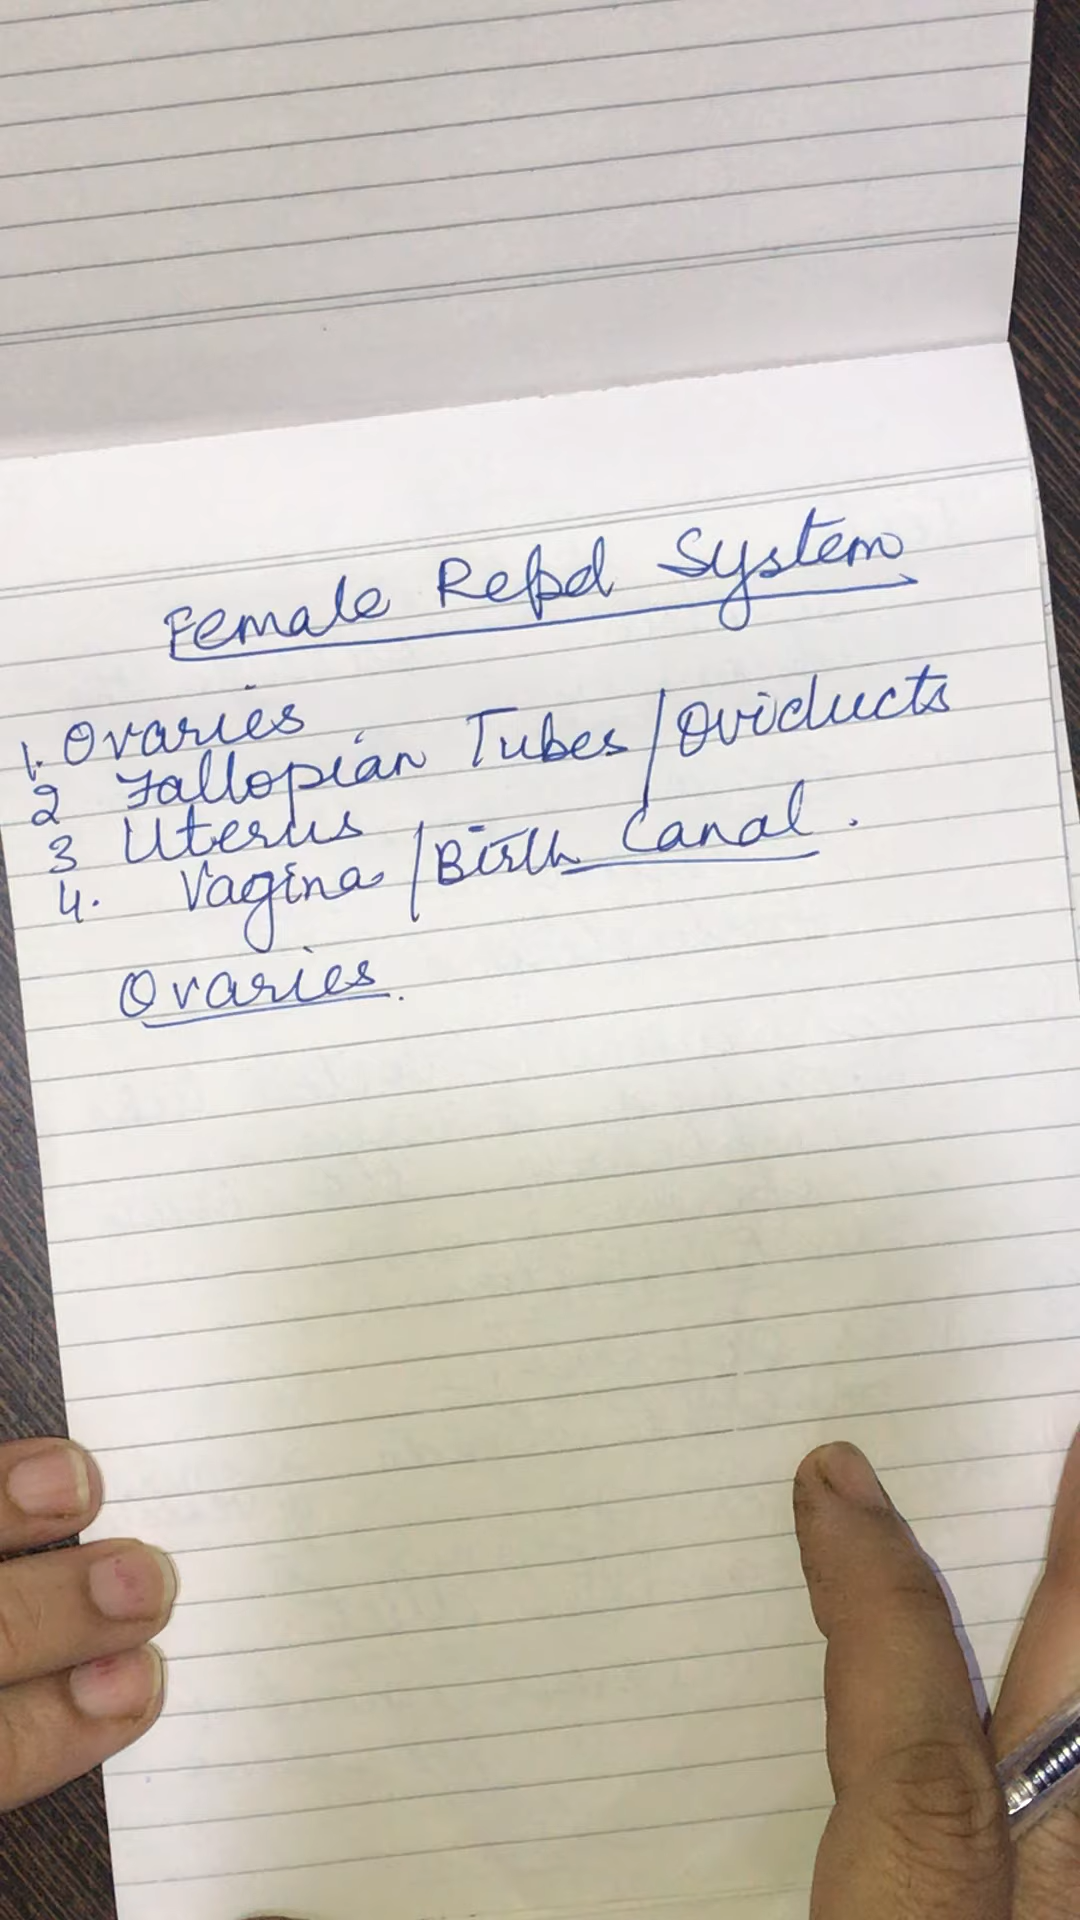 Female Repd System
1. Ovaries
2 Fallopian Tubes/Oviducts
3 Uterus
4. Vagina/Birth Canal.
Ovaries.